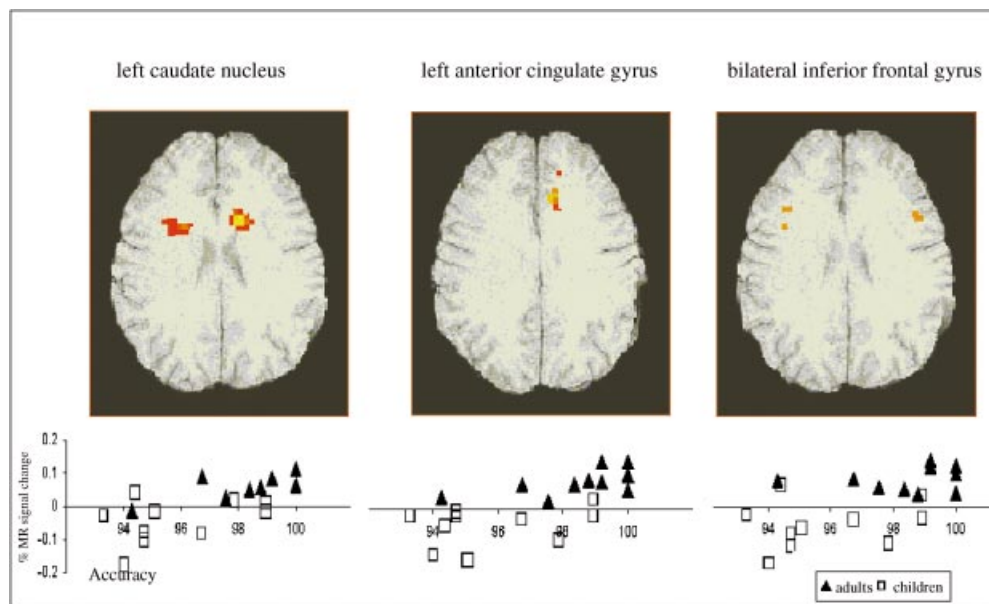 left caudate nucleus
left anterior cingulate gyrus
bilateral inferior frontal gyrus
% MR signal change
0.2
0.1
0
-0.1
-0.2
94 96 98 100
94 96 98 100
94 96 98 100
Accuracy
adults children